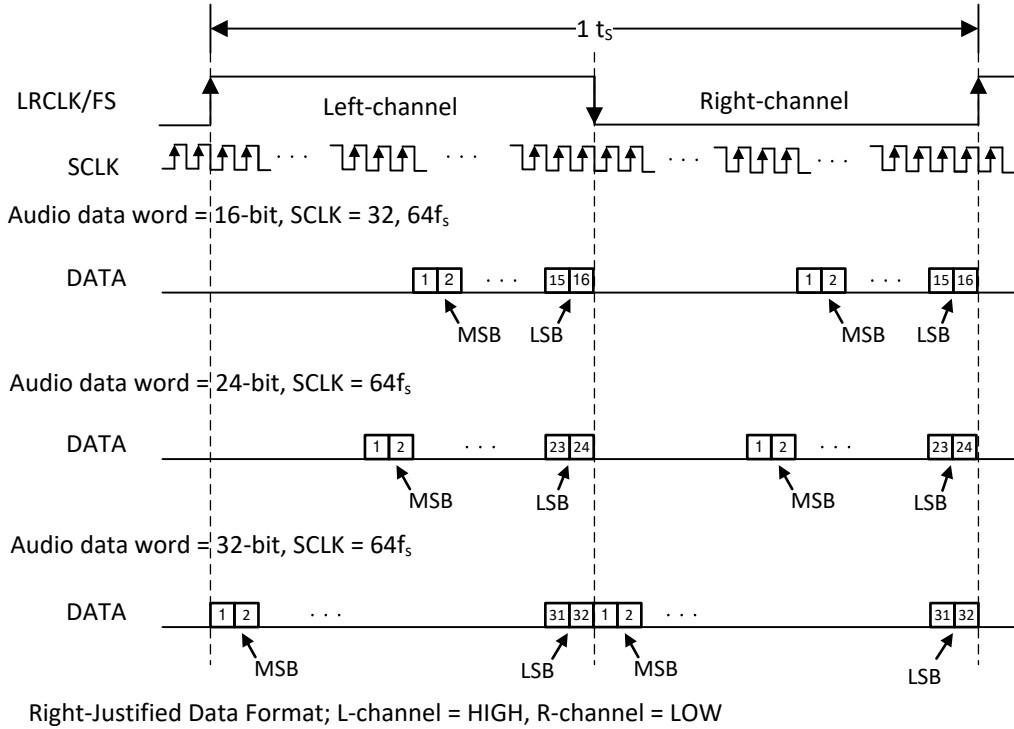 1 tS
LRCLK/FS
Left-channel
Right-channel
SCLK
. . .
. . .
. . .
. . .
Audio data word = 16-bit, SCLK = 32, 64fs
DATA
1 2 . . . 15 16 1 2 . . . 15 16
MSB LSB MSB LSB
Audio data word = 24-bit, SCLK = 64fs
DATA
1 2 . . . 23 24 1 2 . . . 23 24
MSB LSB MSB LSB
Audio data word = 32-bit, SCLK = 64fs
DATA
1 2 . . . 31 32 1 2 . . . 31 32
MSB LSB MSB LSB
Right-Justified Data Format; L-channel = HIGH, R-channel = LOW